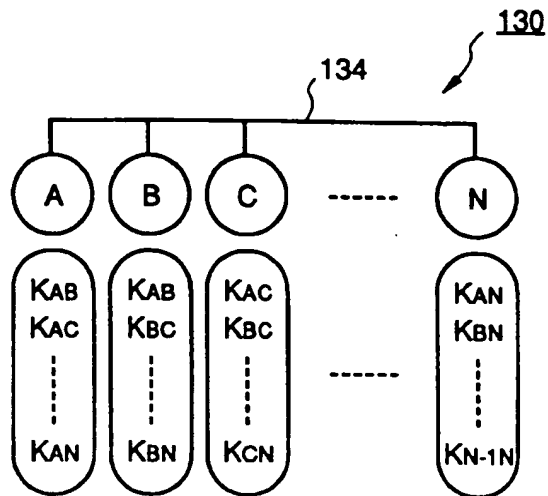 130
134
A B C N
KAB KAB KAC KAN
KAC KBC KBC KBN
KAN KBN KCN KN-1N